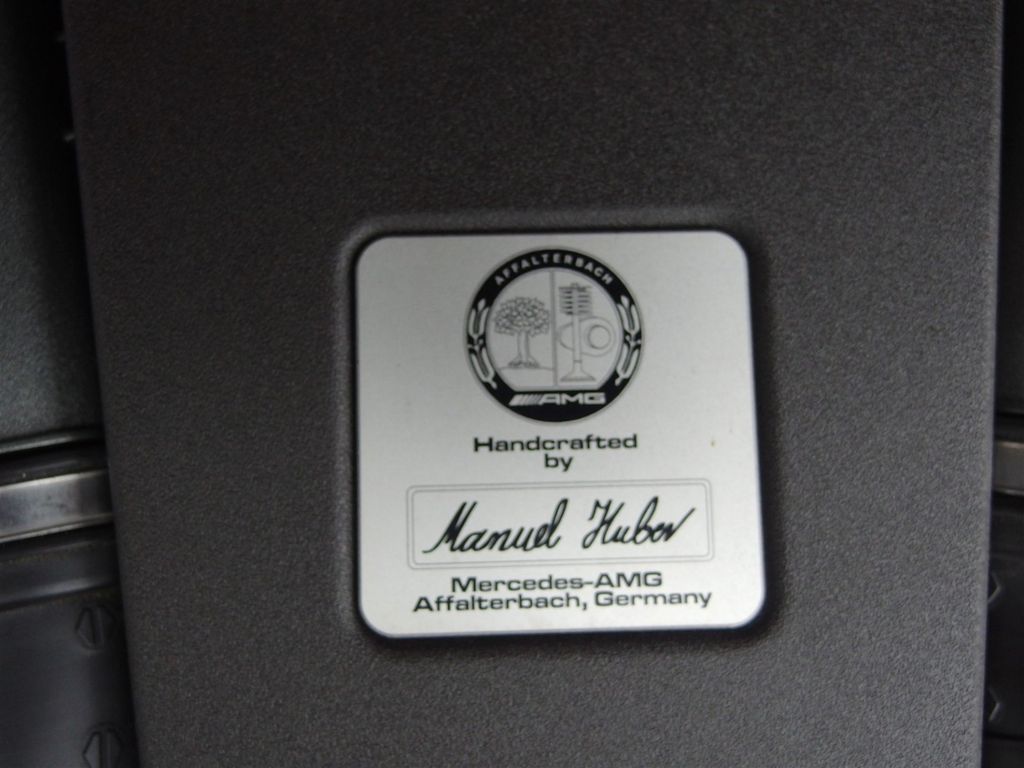 AFFALTERBACH
AMG
Handcrafted
by
Manuel Huber
Mercedes-AMG
Affalterbach, Germany